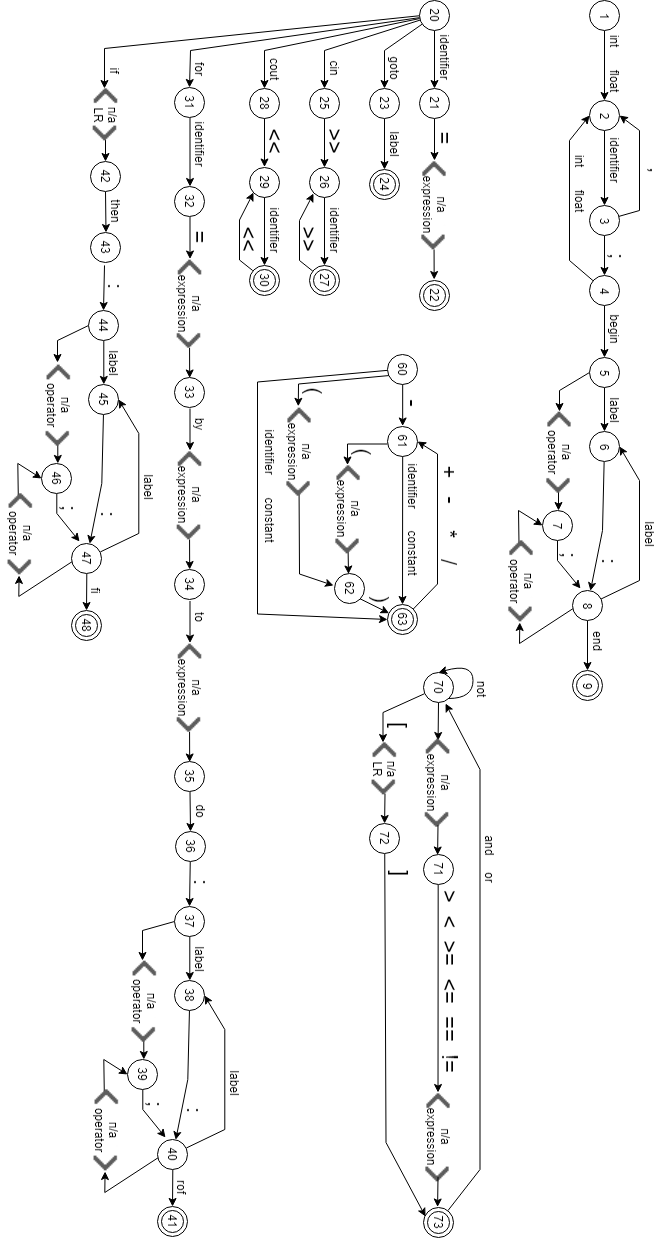 , label
1 int float 2 identifier 3 ; 4 begin 5 label 6 : 8 end 9
int float п/а operator 7 ;
п/а operator
not and or
70 п/а expression 71 > < >= <= == != п/а expression 73
[ п/а LR 72 ]
+ - * /
60 - 61 identifier constant 63
( п/а expression 62 )
( п/а expression
identifier constant
20 identifier 21 = п/а expression 22
goto 23 label 24
cin 25 >> 26 identifier 27
>>
cout 28 << 29 identifier 30
<<
label
for 31 identifier 32 = п/а expression 33 by п/а expression 34 to п/а expression 35 do 36 : 37 label 38 : 40 rof 41
п/а operator 39 ;
п/а operator
label
if п/а LR 42 then 43 : 44 label 45 : 47 fi 48
п/а operator 46 ;
п/а operator